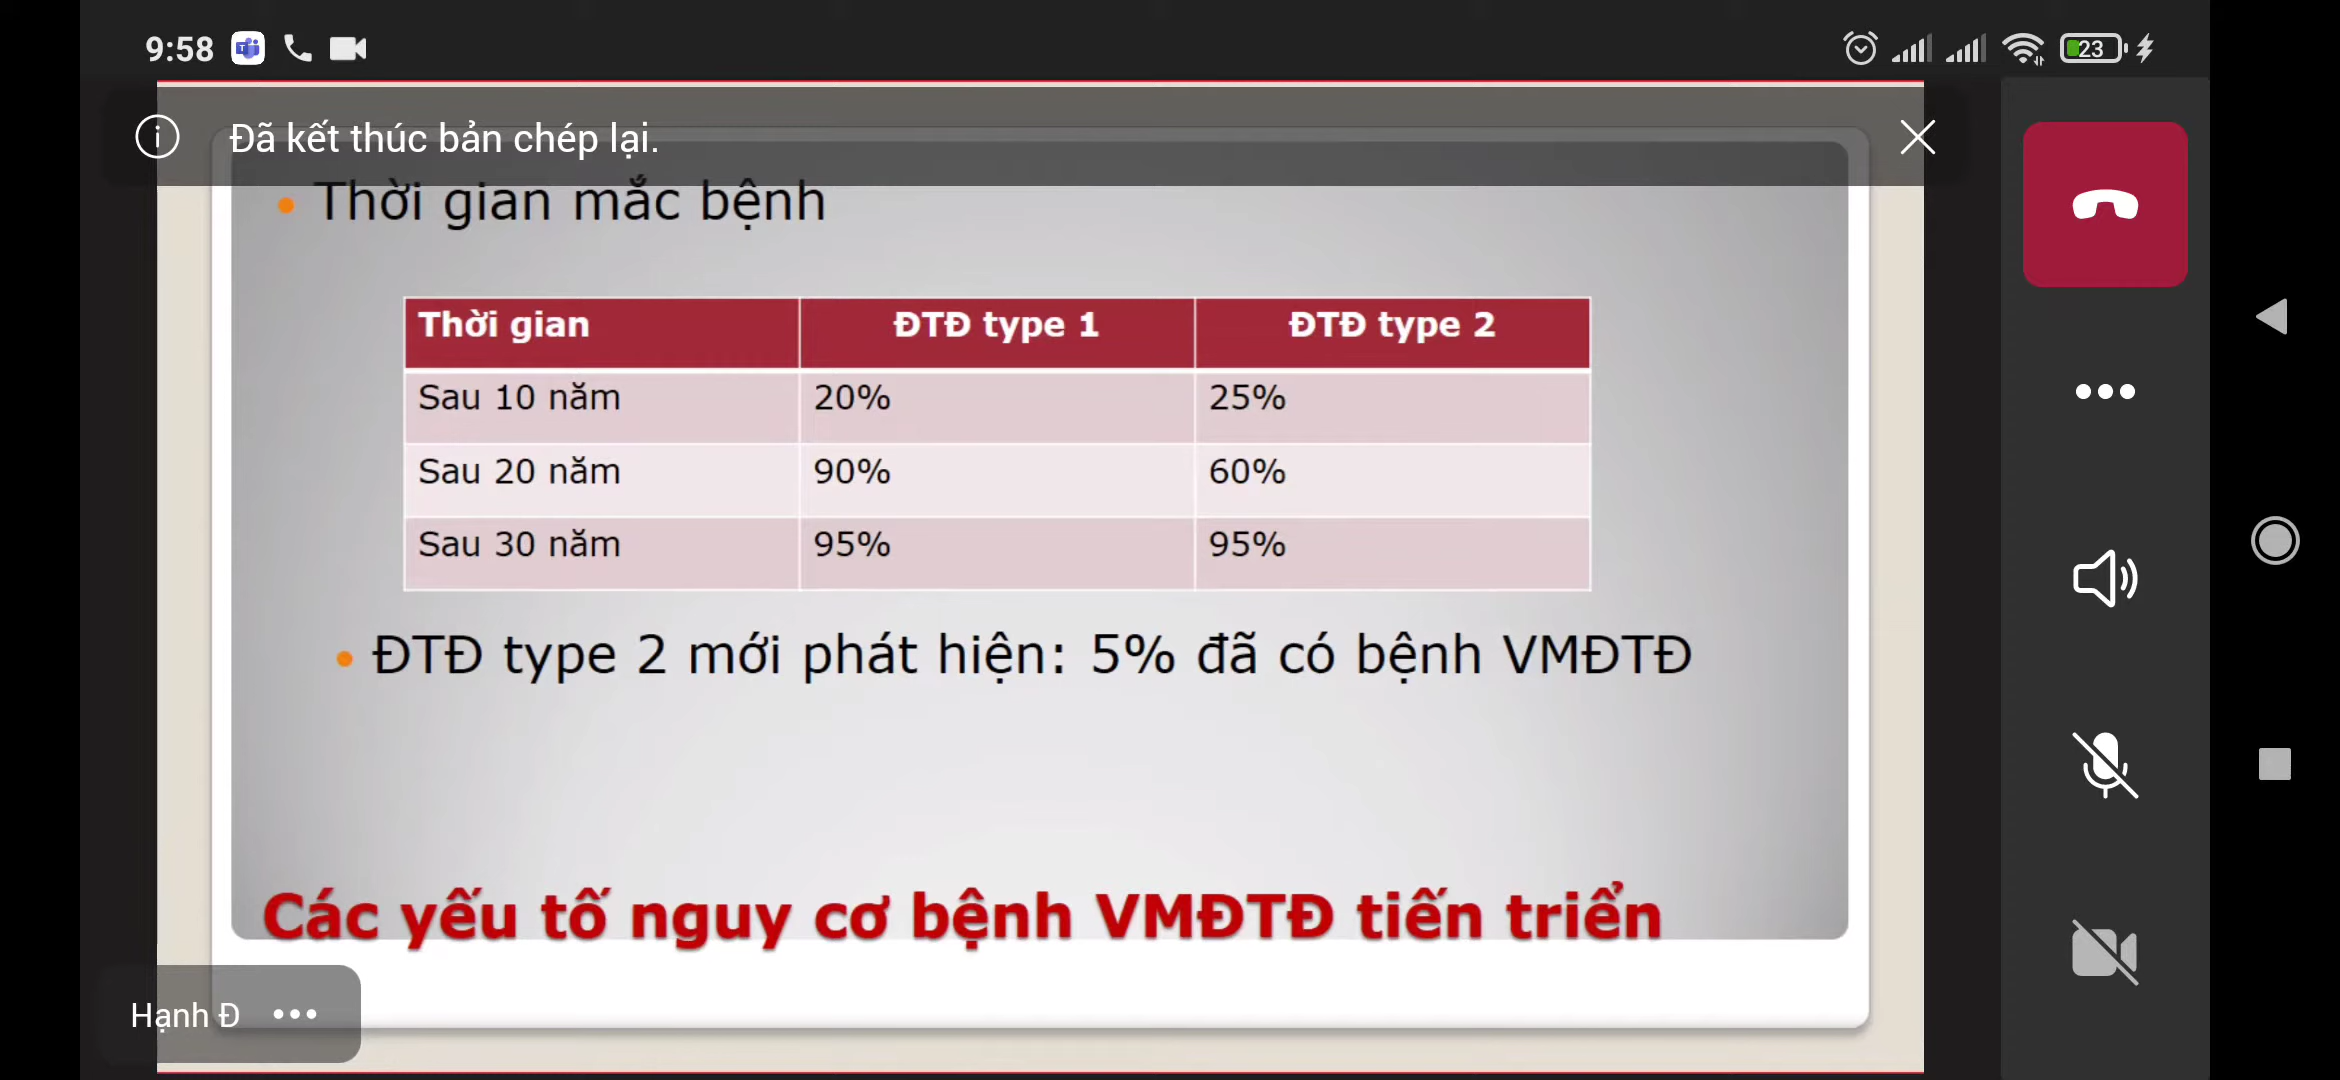 9:58
23
Đã kết thúc bản chép lại.
• Thời gian mắc bệnh
Thời gian ĐTĐ type 1 ĐTĐ type 2
Sau 10 năm 20% 25%
Sau 20 năm 90% 60%
Sau 30 năm 95% 95%
• ĐTĐ type 2 mới phát hiện: 5% đã có bệnh VMĐTĐ
Các yếu tố nguy cơ bệnh VMĐTĐ tiến triển
Hạnh Đ